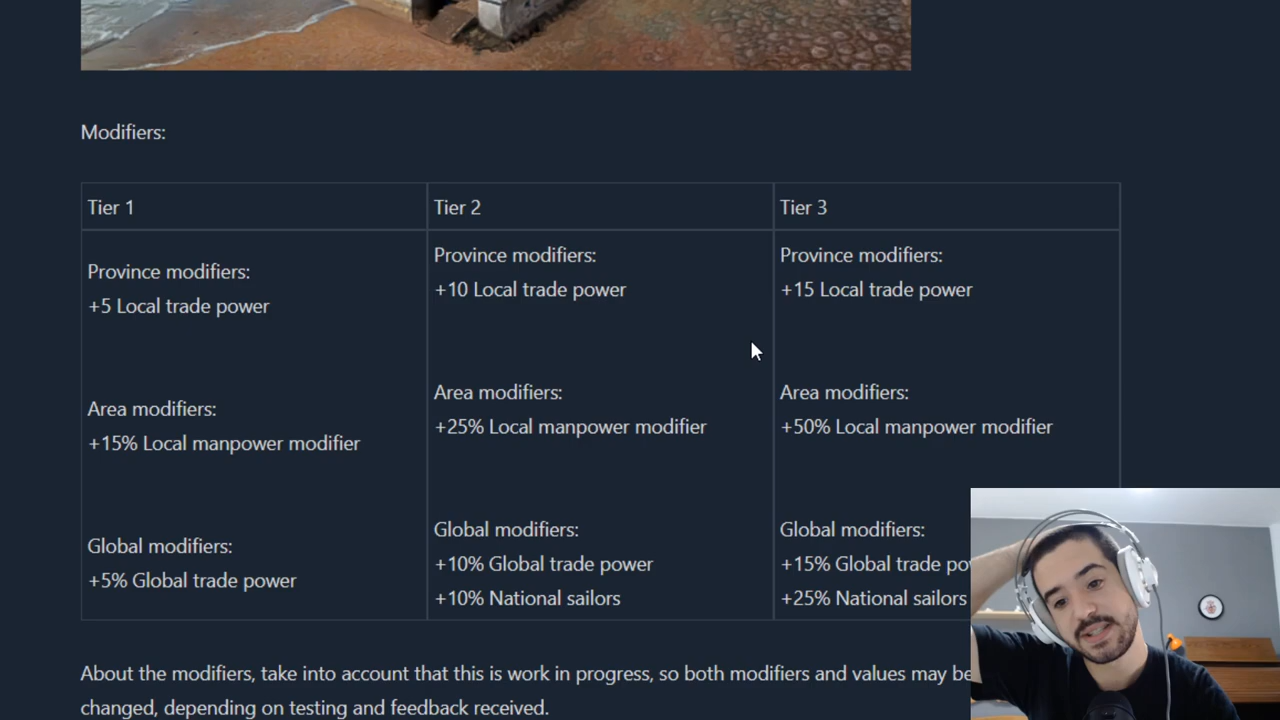 Modifiers:
Tier 1
Tier 2
Tier 3
Province modifiers:
+5 Local trade power
Area modifiers:
+15% Local manpower modifier
Global modifiers:
+5% Global trade power
Province modifiers:
+10 Local trade power
Area modifiers:
+25% Local manpower modifier
Global modifiers:
+10% Global trade power
+10% National sailors
Province modifiers:
+15 Local trade power
Area modifiers:
+50% Local manpower modifier
Global modifiers:
+15% Global trade
+25% National sailors
About the modifiers, take into account that this is work in progress, so both modifiers and values may be
changed, depending on testing and feedback received.